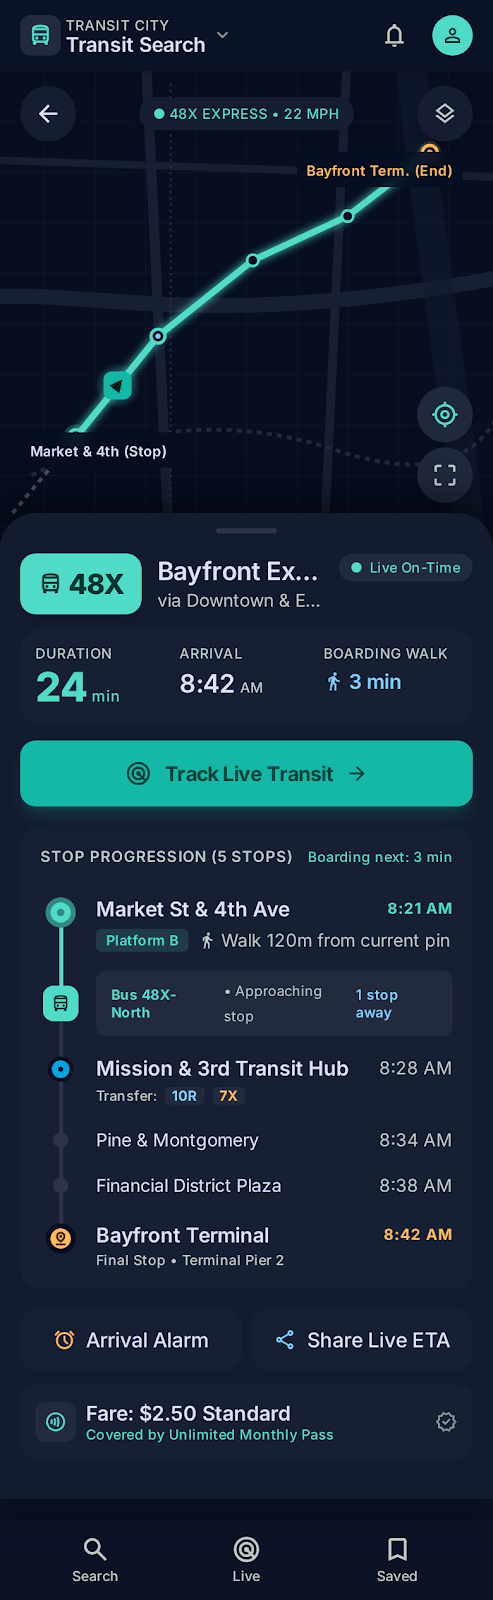 TRANSIT CITY
Transit Search
48X EXPRESS • 22 MPH
Bayfront Term. (End)
Market & 4th (Stop)
48X
Bayfront Ex...
Live On-Time
via Downtown & E...
DURATION
24 min
ARRIVAL
8:42 AM
BOARDING WALK
3 min
Track Live Transit
STOP PROGRESSION (5 STOPS)
Boarding next: 3 min
Market St & 4th Ave
8:21 AM
Platform B
Walk 120m from current pin
Bus 48X-
North
• Approaching
stop
1 stop
away
Mission & 3rd Transit Hub
8:28 AM
Transfer: 10R 7X
Pine & Montgomery
8:34 AM
Financial District Plaza
8:38 AM
Bayfront Terminal
8:42 AM
Final Stop • Terminal Pier 2
Arrival Alarm
Share Live ETA
Fare: $2.50 Standard
Covered by Unlimited Monthly Pass
Search
Live
Saved